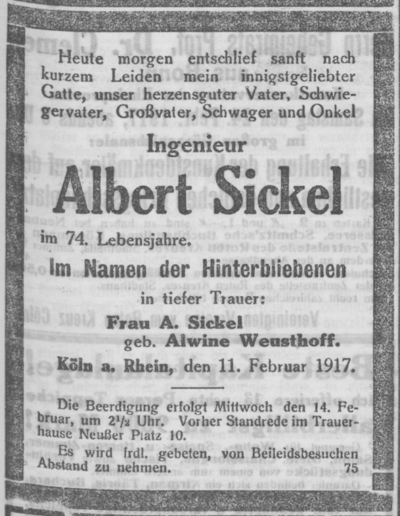 Heute morgen entschlief sanft nach
kurzem Leiden mein innigstgeliebter
Gatte, unser herzensguter Vater, Schwie-
gervater, Großvater, Schwager und Onkel
Ingenieur
Albert Sickel
im 74. Lebensjahre.
Im Namen der Hinterbliebenen
in tiefer Trauer:
Frau A. Sickel
geb. Alwine Weusthoff.
Köln a. Rhein, den 11. Februar 1917.
Die Beerdigung erfolgt Mittwoch den 14. Fe-
bruar, um 2½ Uhr. Vorher Standrede im Trauer-
hause Neußer Platz 10.
Es wird frdl. gebeten, von Beileidsbesuchen
Abstand zu nehmen. 75